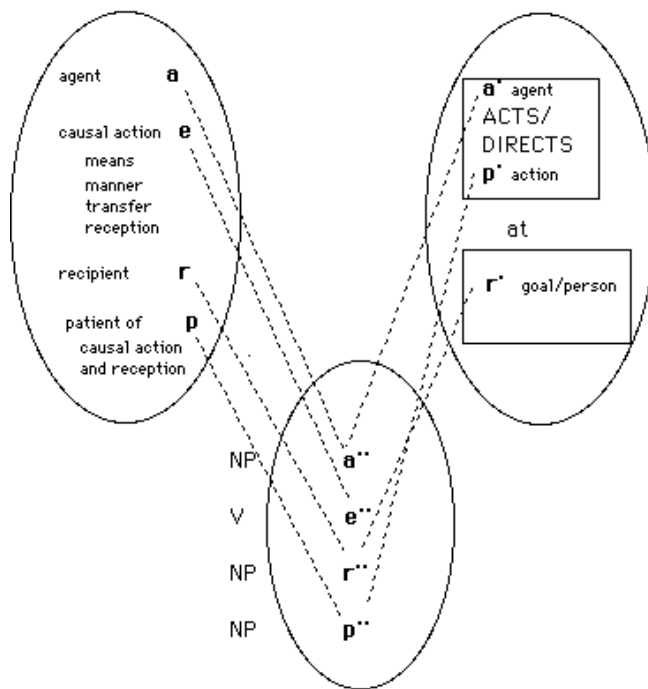 agent a
causal action e
means
manner
transfer
reception
recipient r
patient of p
causal action
and reception
a' agent
ACTS/
DIRECTS
p' action
at
r' goal/person
NP a''
V e''
NP r''
NP p''